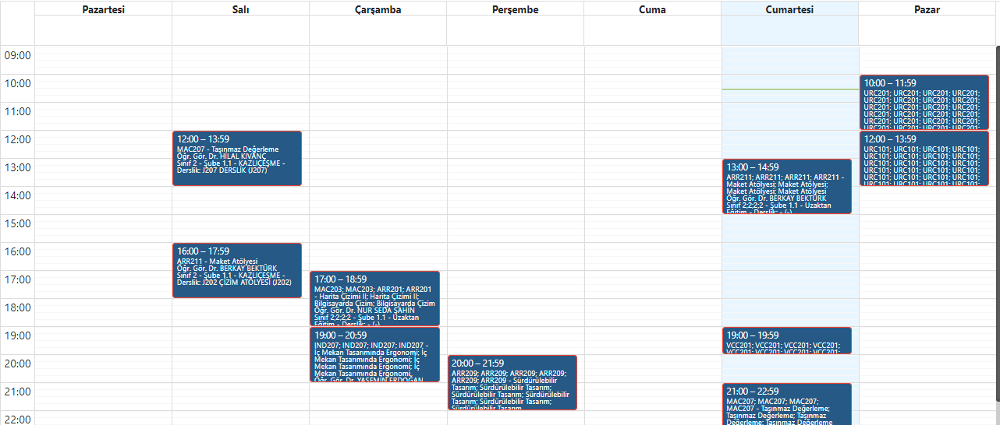 Pazartesi Salı Çarşamba Perşembe Cuma Cumartesi Pazar
09:00
10:00
11:00
12:00
13:00
14:00
15:00
16:00
17:00
18:00
19:00
20:00
21:00
22:00
12:00 – 13:59
MAC207 - Taşınmaz Değerleme
Öğr. Gör. Dr. HİLAL KIVANÇ
Sınıf 2 - Şube 1.1 - KAZLIÇEŞME -
Derslik: J207 DERSLİK (J207)
16:00 – 17:59
ARR211 - Maket Atölyesi
Öğr. Gör. Dr. BERKAY BEKTÜRK
Sınıf 2 - Şube 1.1 - KAZLIÇEŞME -
Derslik: J202 ÇİZİM ATÖLYESİ (J202)
17:00 – 18:59
MAC203; MAC203; ARR201; ARR201
- Harita Çizimi II; Harita Çizimi II;
Bilgisayarda Çizim; Bilgisayarda Çizim
Öğr. Gör. Dr. NUR SEDA ŞAHİN
Sınıf 2;2;2;2 - Şube 1.1 - Uzaktan
Eğitim - Derslik: - (-)
19:00 – 20:59
IND207; IND207; IND207; IND207 -
İç Mekan Tasarımında Ergonomi; İç
Mekan Tasarımında Ergonomi; İç
Mekan Tasarımında Ergonomi; İç
Mekan Tasarımında Ergonomi
Öğr. Gör. Dr. YASEMİN ERDOĞAN
20:00 – 21:59
ARR209; ARR209; ARR209; ARR209;
ARR209; ARR209 - Sürdürülebilir
Tasarım; Sürdürülebilir Tasarım;
Sürdürülebilir Tasarım; Sürdürülebilir
Tasarım; Sürdürülebilir Tasarım;
Sürdürülebilir Tasarım
13:00 – 14:59
ARR211; ARR211; ARR211; ARR211 -
Maket Atölyesi; Maket Atölyesi;
Maket Atölyesi; Maket Atölyesi
Öğr. Gör. Dr. BERKAY BEKTÜRK
Sınıf 2;2;2;2 - Şube 1.1 - Uzaktan
Eğitim - Derslik: - (-)
19:00 – 19:59
VCC201; VCC201; VCC201; VCC201;
VCC201; VCC201; VCC201; VCC201;
21:00 – 22:59
MAC207; MAC207; MAC207;
MAC207 - Taşınmaz Değerleme;
Taşınmaz Değerleme; Taşınmaz
Değerleme; Taşınmaz Değerleme
10:00 – 11:59
URC201; URC201; URC201; URC201;
URC201; URC201; URC201; URC201;
URC201; URC201; URC201; URC201;
URC201; URC201; URC201; URC201;
URC201; URC201; URC201; URC201;
12:00 – 13:59
URC101; URC101; URC101; URC101;
URC101; URC101; URC101; URC101;
URC101; URC101; URC101; URC101;
URC101; URC101; URC101; URC101;
URC101; URC101; URC101; URC101;
URC101; URC101; URC101; URC101;